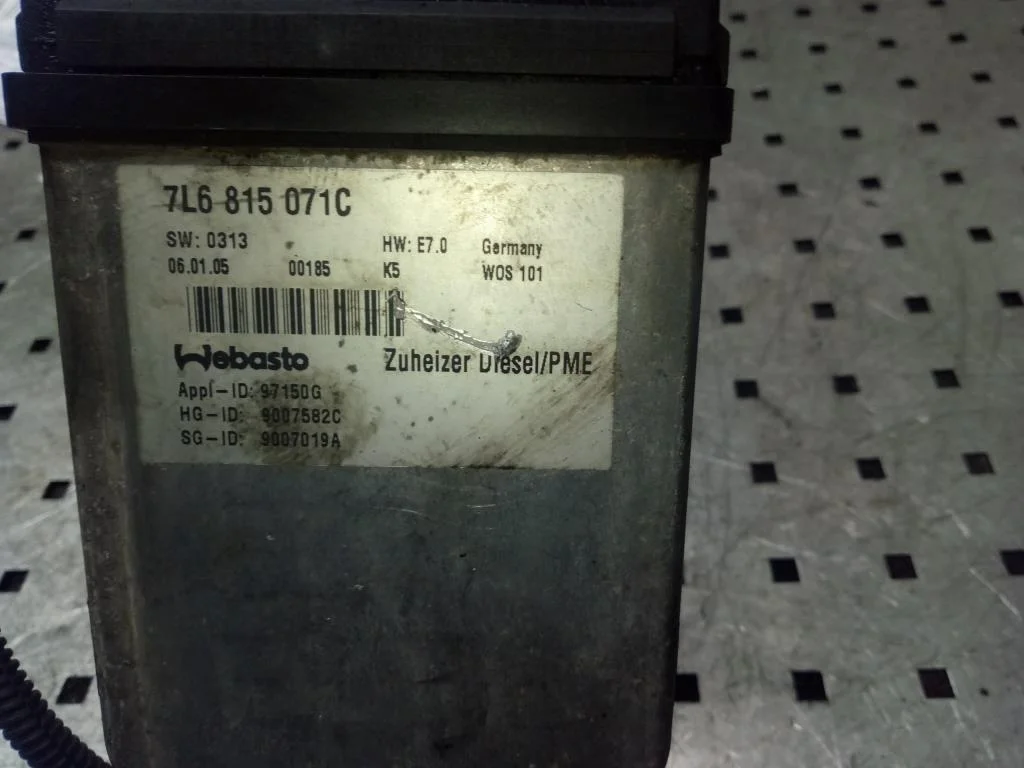 7L6 815 071C
SW: 0313 HW: E7.0 Germany
06.01.05 00185 K5 WOS 101
Webasto Zuheizer Diesel/PME
Appl-ID: 97150G
HG-ID: 9007582C
SG-ID: 9007019A